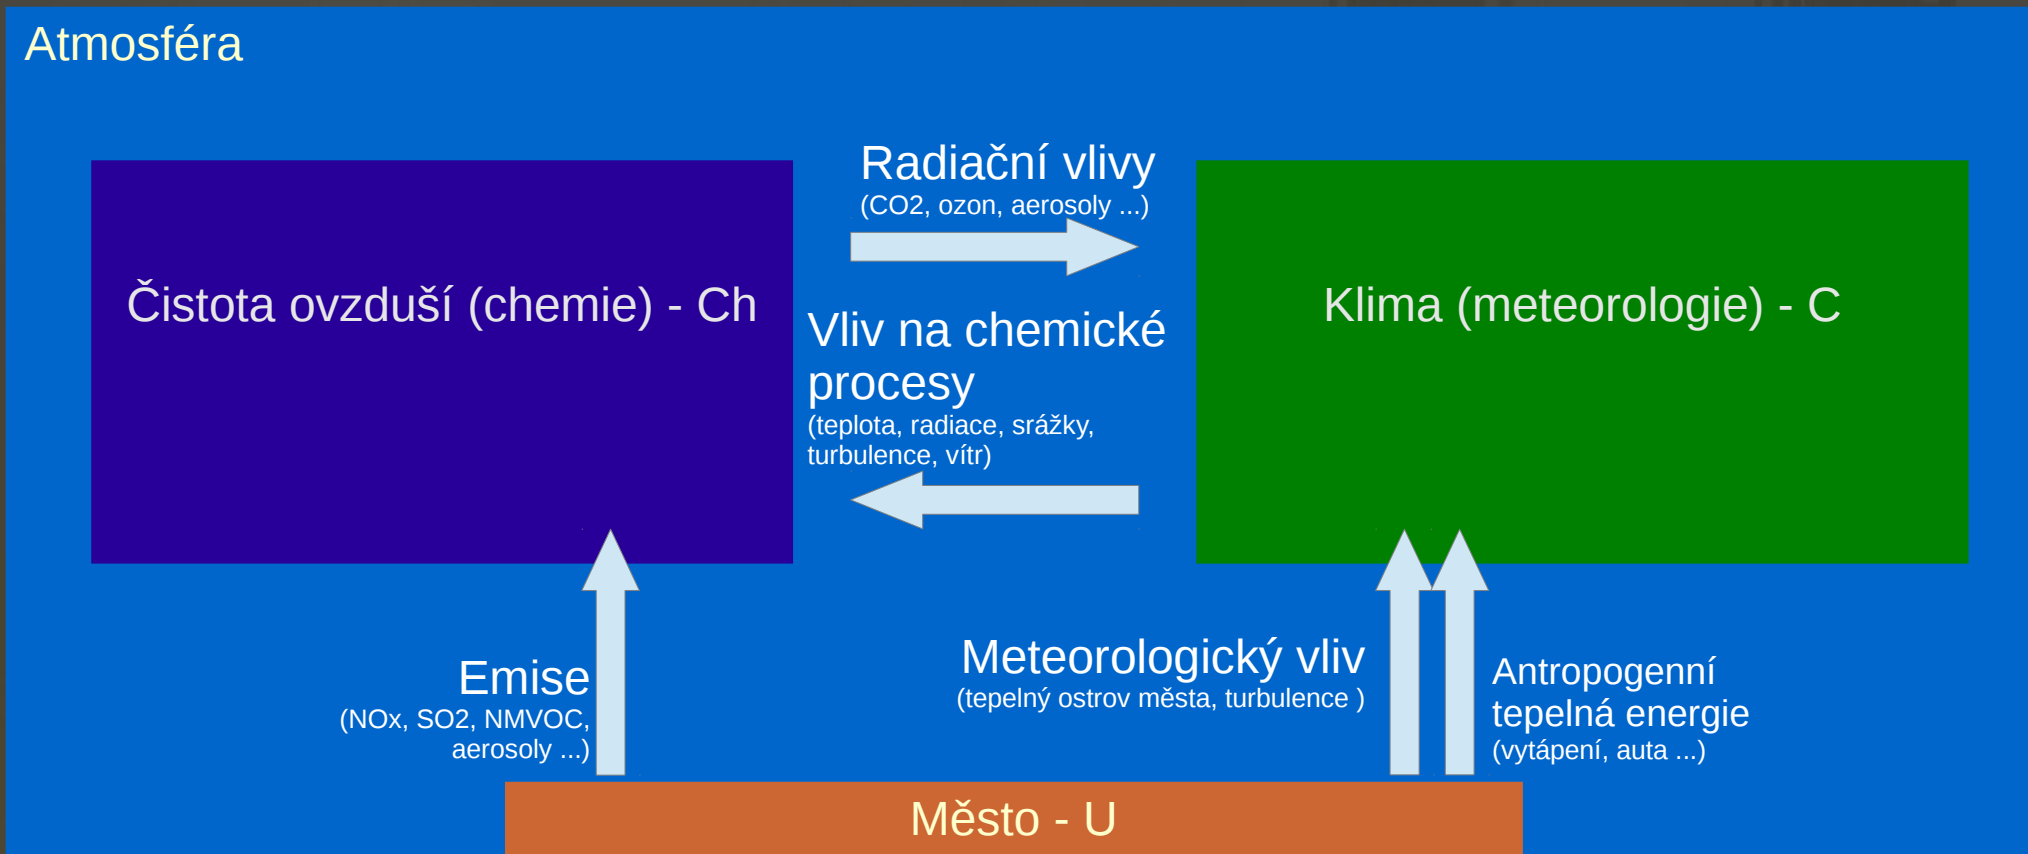 Atmosféra
Radiační vlivy
(CO2, ozon, aerosoly ...)
Čistota ovzduší (chemie) - Ch
Klima (meteorologie) - C
Vliv na chemické
procesy
(teplota, radiace, srážky,
turbulence, vítr)
Emise
(NOx, SO2, NMVOC,
aerosoly ...)
Meteorologický vliv
(tepelný ostrov města, turbulence )
Antropogenní
tepelná energie
(vytápení, auta ...)
Město - U